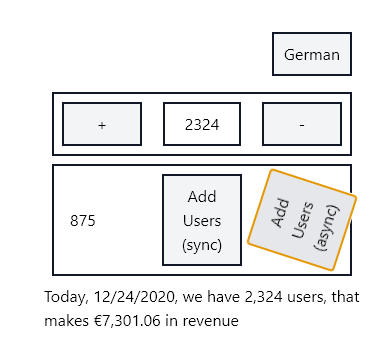 German
+ 2324 -
875
Add
Users
(sync)
Add
Users
(async)
Today, 12/24/2020, we have 2,324 users, that
makes €7,301.06 in revenue